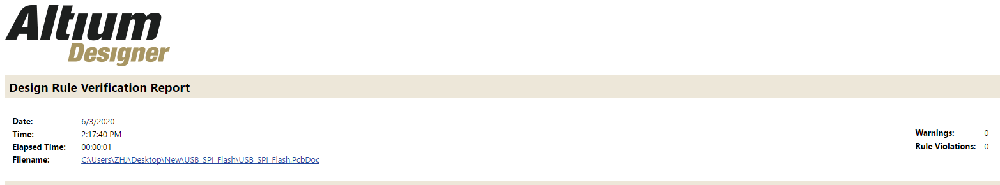 Altium
Designer
Design Rule Verification Report
Date: 6/3/2020
Time: 2:17:40 PM
Elapsed Time: 00:00:01
Filename: C:\Users\ZHJ\Desktop\New\USB_SPI_Flash\USB_SPI_Flash.PcbDoc
Warnings: 0
Rule Violations: 0